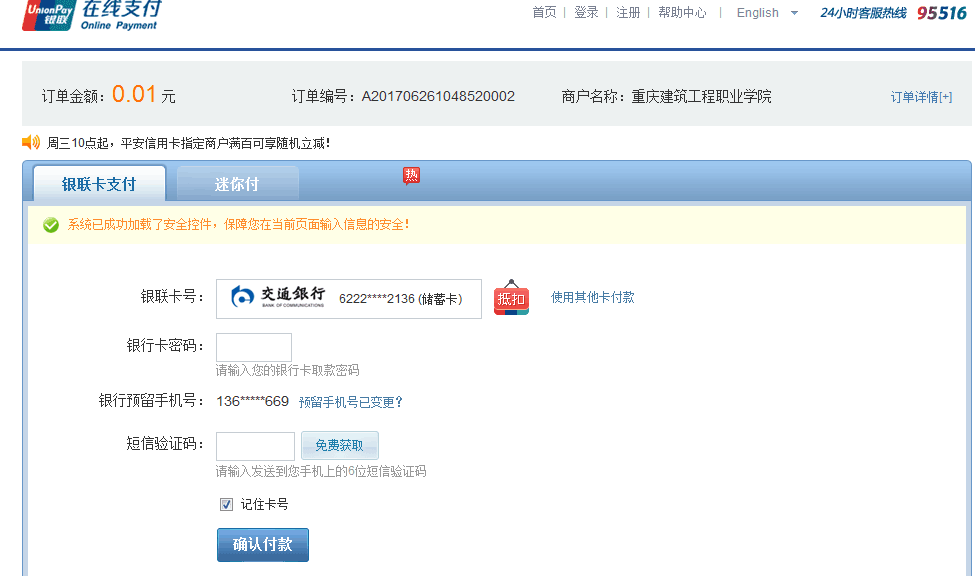 UnionPay 在线支付
银联 Online Payment
首页 | 登录 | 注册 | 帮助中心 | English 24小时客服热线 95516
订单金额：0.01 元 订单编号：A201706261048520002 商户名称：重庆建筑工程职业学院 订单详情[+]
周三10点起，平安信用卡指定商户满百可享随机立减！
银联卡支付 迷你付 热
系统已成功加载了安全控件，保障您在当前页面输入信息的安全！
银联卡号： 交通銀行 BANK OF COMMUNICATIONS 6222****2136 (储蓄卡) 抵扣 使用其他卡付款
银行卡密码：
请输入您的银行卡取款密码
银行预留手机号： 136*****669 预留手机号已变更？
短信验证码： 免费获取
请输入发送到您手机上的6位短信验证码
记住卡号
确认付款